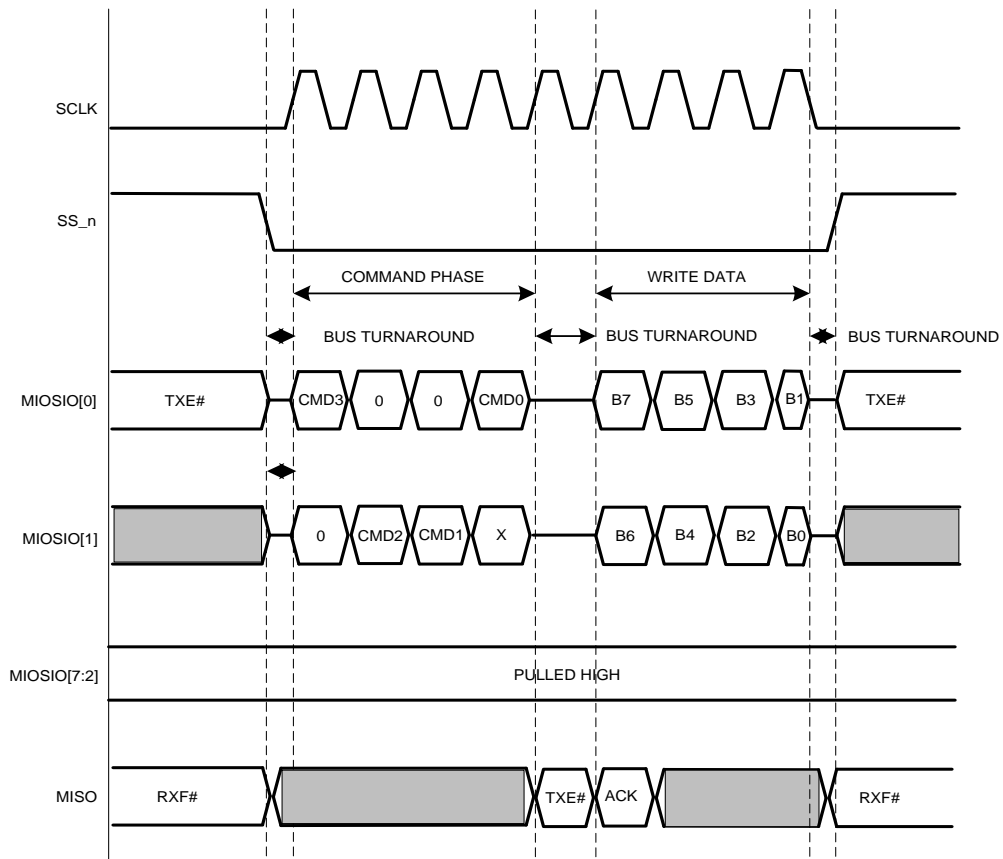 SCLK
SS_n
COMMAND PHASE WRITE DATA
BUS TURNAROUND BUS TURNAROUND BUS TURNAROUND
MIOSIO[0] TXE# CMD3 0 0 CMD0 B7 B5 B3 B1 TXE#
MIOSIO[1] 0 CMD2 CMD1 X B6 B4 B2 B0
MIOSIO[7:2] PULLED HIGH
MISO RXF# TXE# ACK RXF#